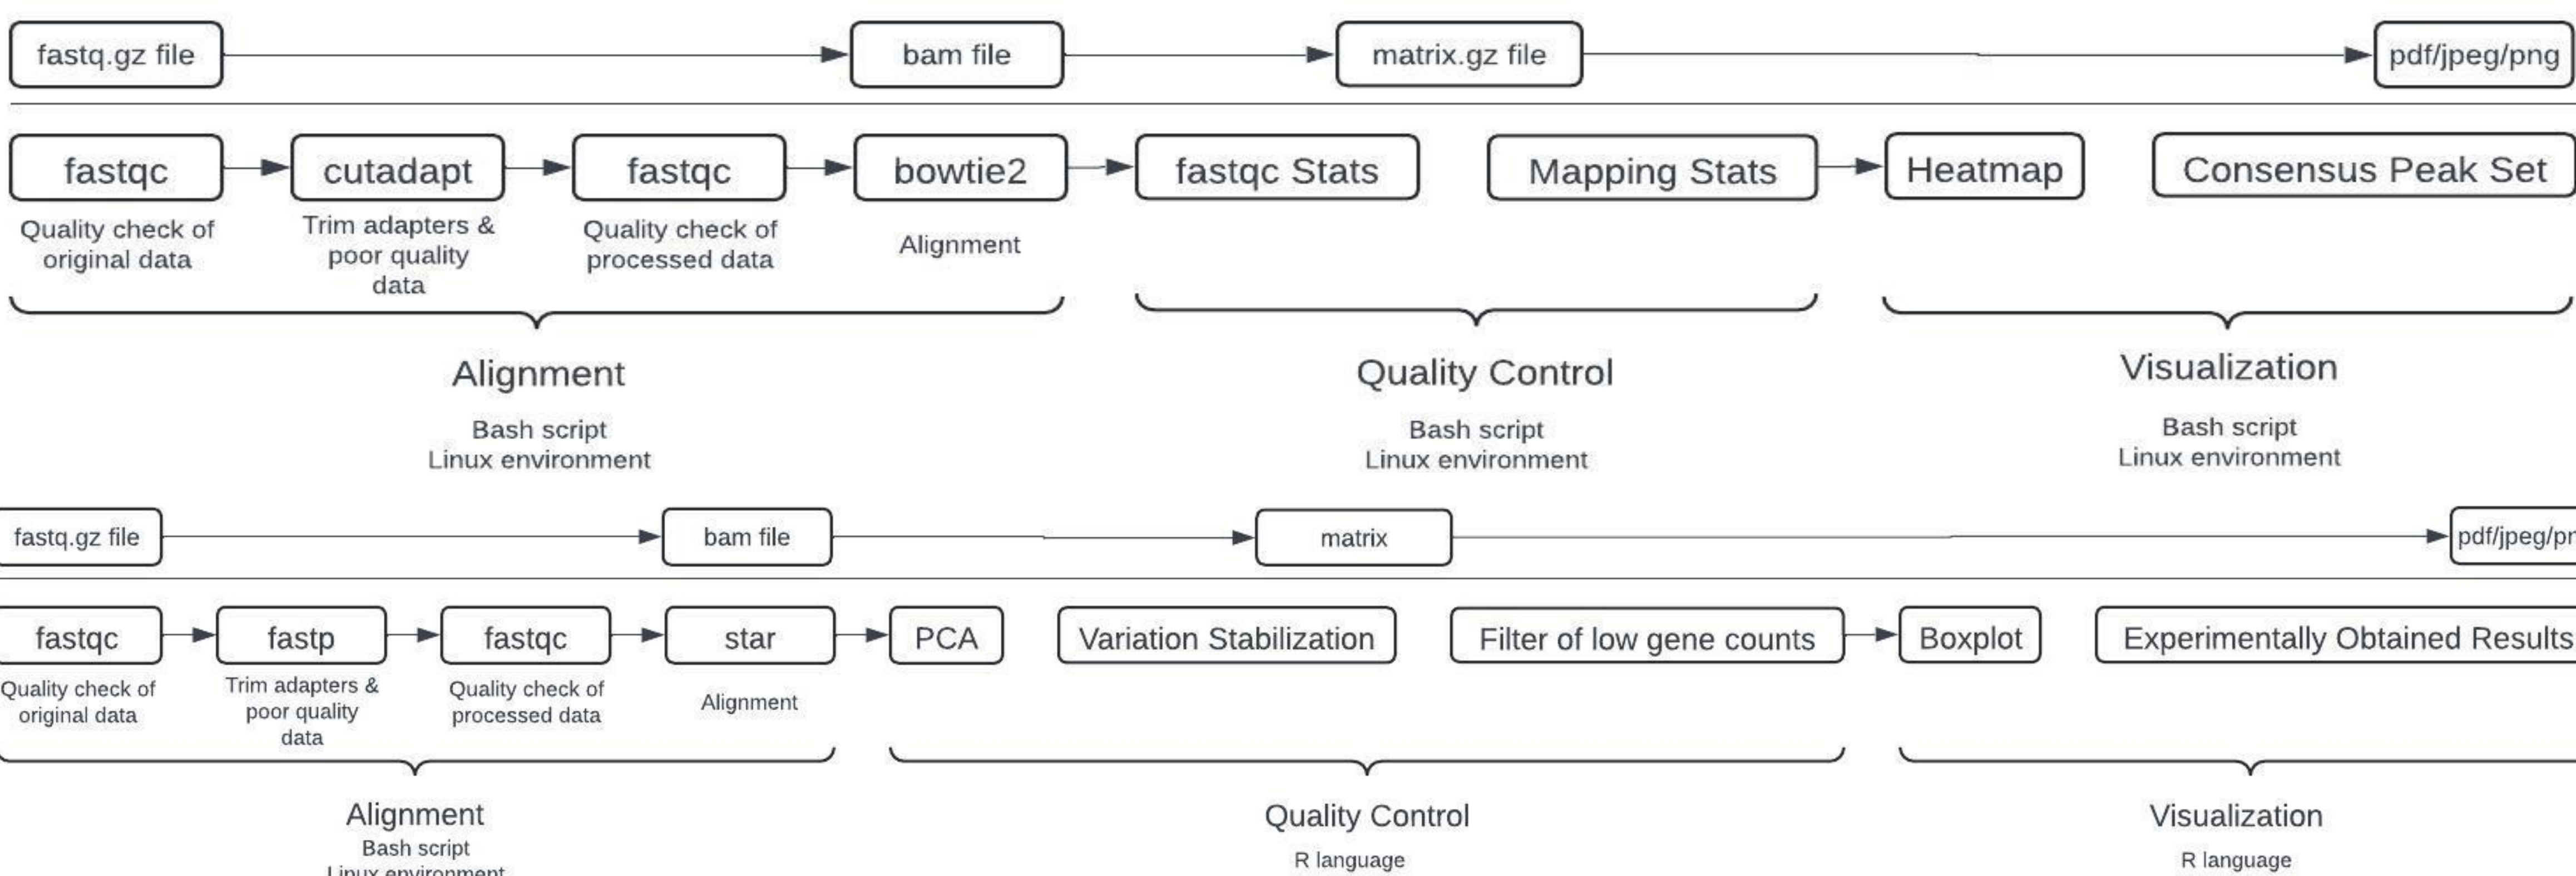 fastq.gz file
bam file
matrix.gz file
pdf/jpeg/png
fastqc
cutadapt
fastqc
bowtie2
fastqc Stats
Mapping Stats
Heatmap
Consensus Peak Set
Quality check of
original data
Trim adapters &
poor quality
data
Quality check of
processed data
Alignment
Alignment
Bash script
Linux environment
Quality Control
Bash script
Linux environment
Visualization
Bash script
Linux environment
fastq.gz file
bam file
matrix
pdf/jpeg/pn
fastqc
fastp
fastqc
star
PCA
Variation Stabilization
Filter of low gene counts
Boxplot
Experimentally Obtained Results
Quality check of
original data
Trim adapters &
poor quality
data
Quality check of
processed data
Alignment
Alignment
Bash script
Linux environment
Quality Control
R language
Visualization
R language